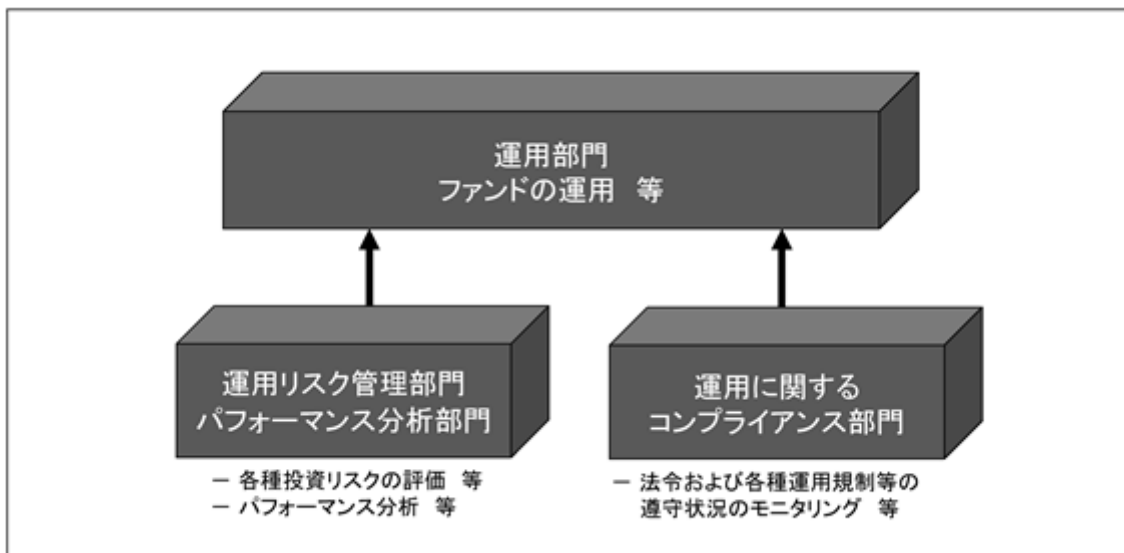 運用部門
ファンドの運用 等
運用リスク管理部門
パフォーマンス分析部門
－ 各種投資リスクの評価 等
－ パフォーマンス分析 等
運用に関する
コンプライアンス部門
－ 法令および各種運用規制等の
遵守状況のモニタリング 等